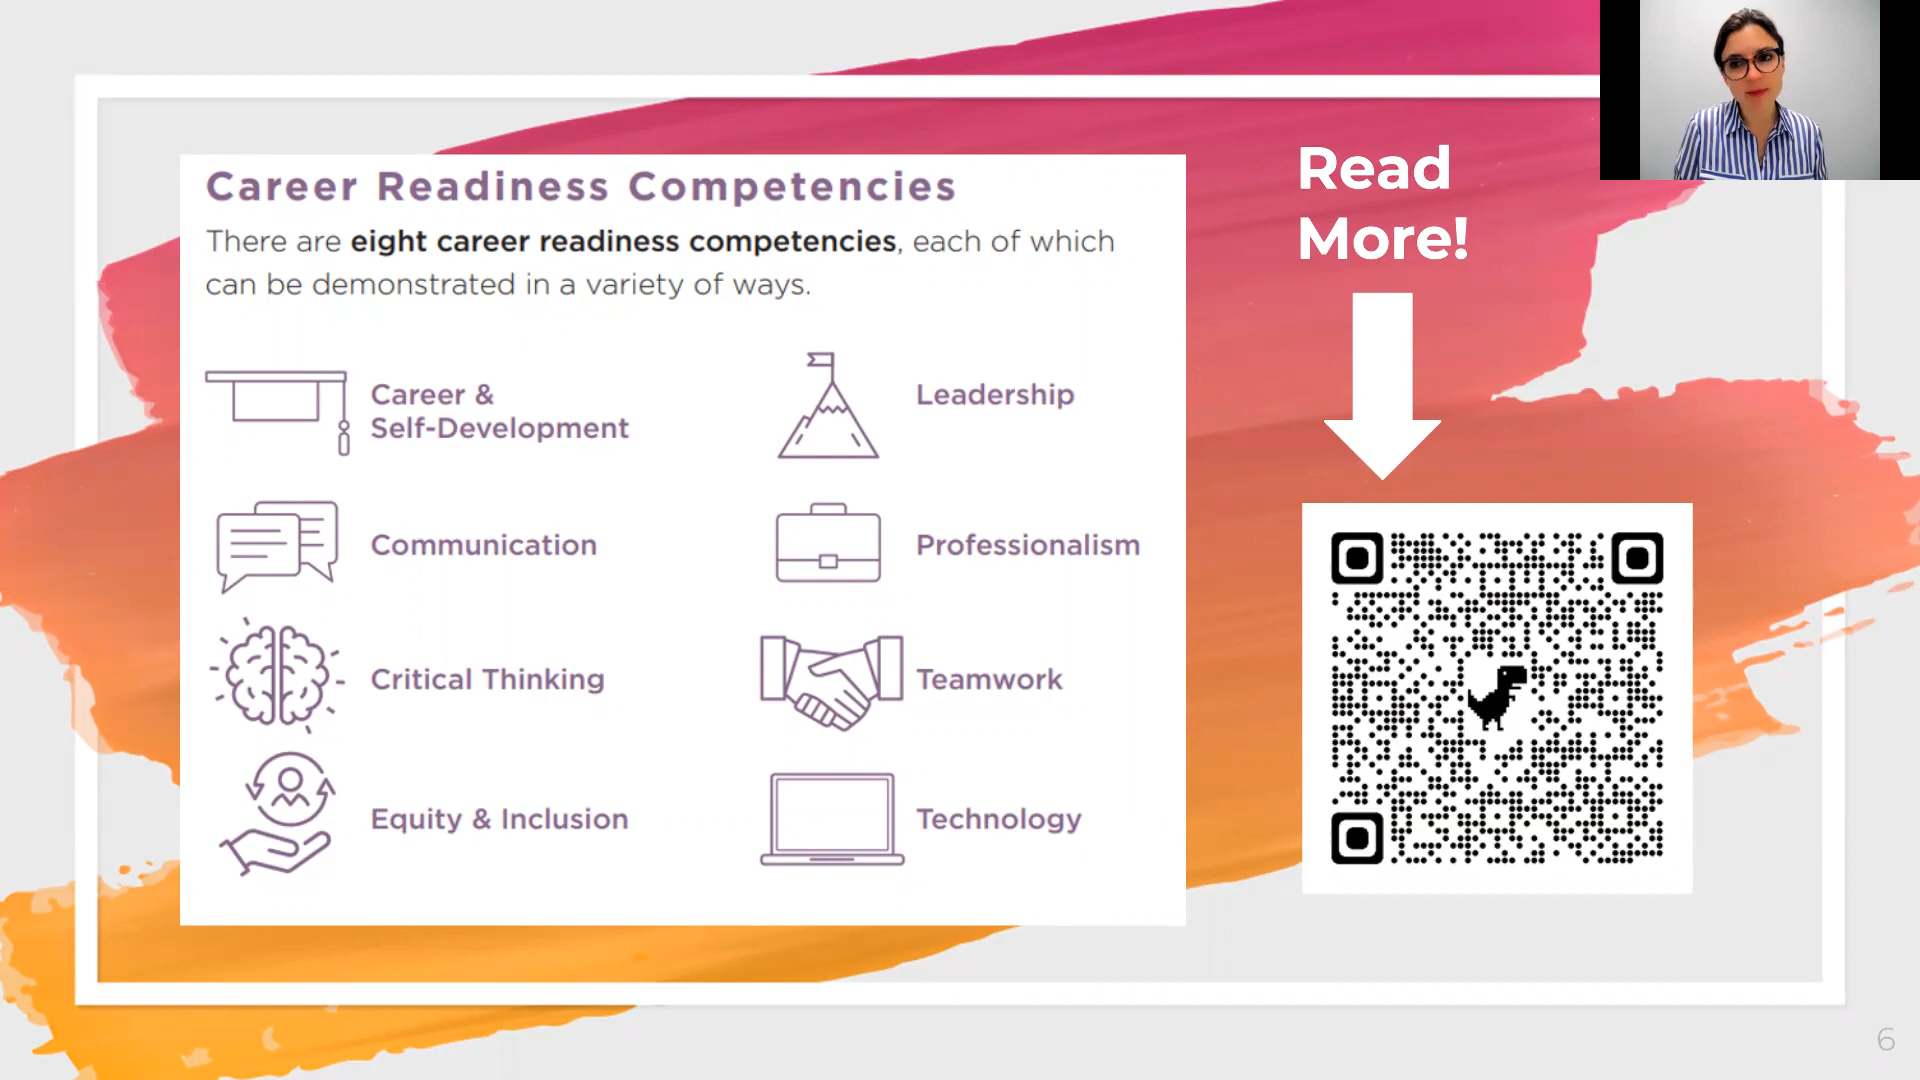 Career Readiness Competencies
There are eight career readiness competencies, each of which
can be demonstrated in a variety of ways.
Career &
Self-Development
Leadership
Communication
Professionalism
Critical Thinking
Teamwork
Equity & Inclusion
Technology
Read
More!
6